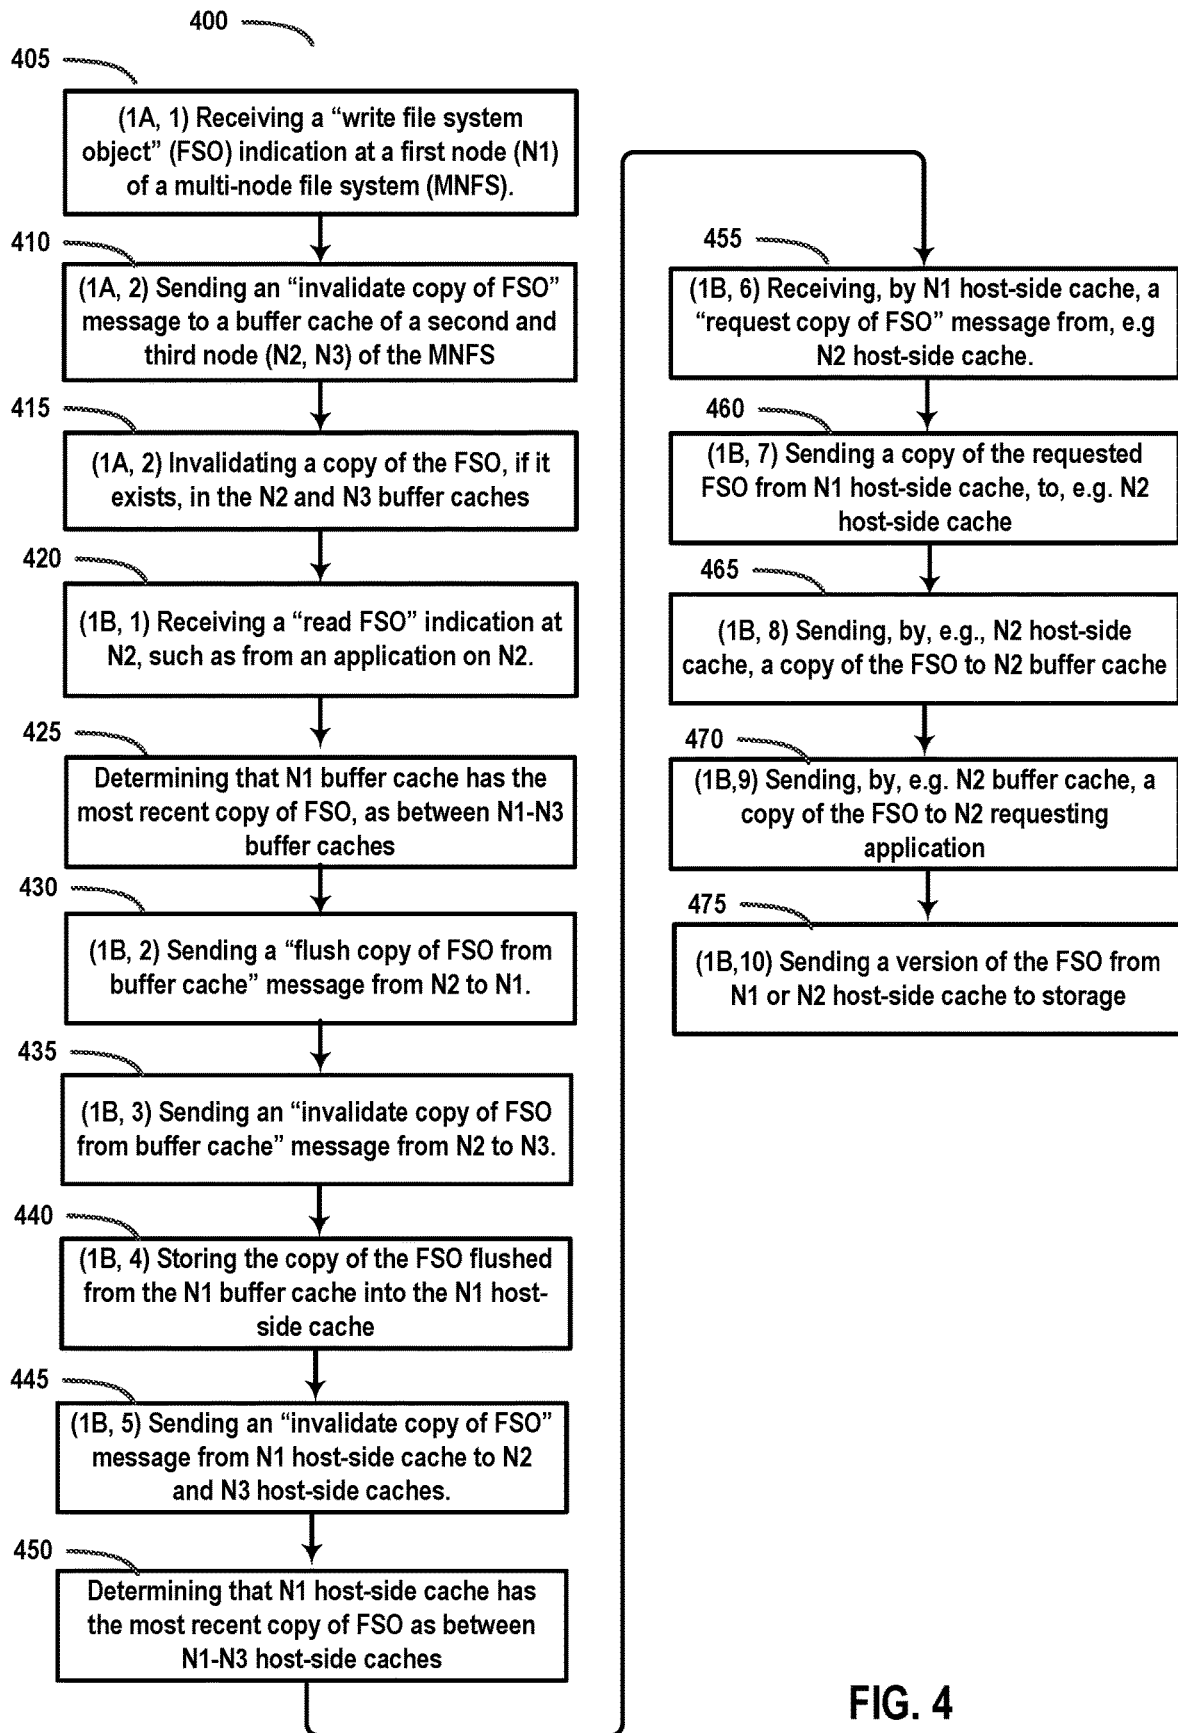 400
405
(1A, 1) Receiving a “write file system
object” (FSO) indication at a first node (N1)
of a multi-node file system (MNFS).
410
(1A, 2) Sending an “invalidate copy of FSO”
message to a buffer cache of a second and
third node (N2, N3) of the MNFS
415
(1A, 2) Invalidating a copy of the FSO, if it
exists, in the N2 and N3 buffer caches
420
(1B, 1) Receiving a “read FSO” indication at
N2, such as from an application on N2.
425
Determining that N1 buffer cache has the
most recent copy of FSO, as between N1-N3
buffer caches
430
(1B, 2) Sending a “flush copy of FSO from
buffer cache” message from N2 to N1.
435
(1B, 3) Sending an “invalidate copy of FSO
from buffer cache” message from N2 to N3.
440
(1B, 4) Storing the copy of the FSO flushed
from the N1 buffer cache into the N1 host-
side cache
445
(1B, 5) Sending an “invalidate copy of FSO”
message from N1 host-side cache to N2
and N3 host-side caches.
450
Determining that N1 host-side cache has
the most recent copy of FSO as between
N1-N3 host-side caches
455
(1B, 6) Receiving, by N1 host-side cache, a
“request copy of FSO” message from, e.g
N2 host-side cache.
460
(1B, 7) Sending a copy of the requested
FSO from N1 host-side cache, to, e.g. N2
host-side cache
465
(1B, 8) Sending, by, e.g., N2 host-side
cache, a copy of the FSO to N2 buffer cache
470
(1B,9) Sending, by, e.g. N2 buffer cache, a
copy of the FSO to N2 requesting
application
475
(1B,10) Sending a version of the FSO from
N1 or N2 host-side cache to storage
FIG. 4